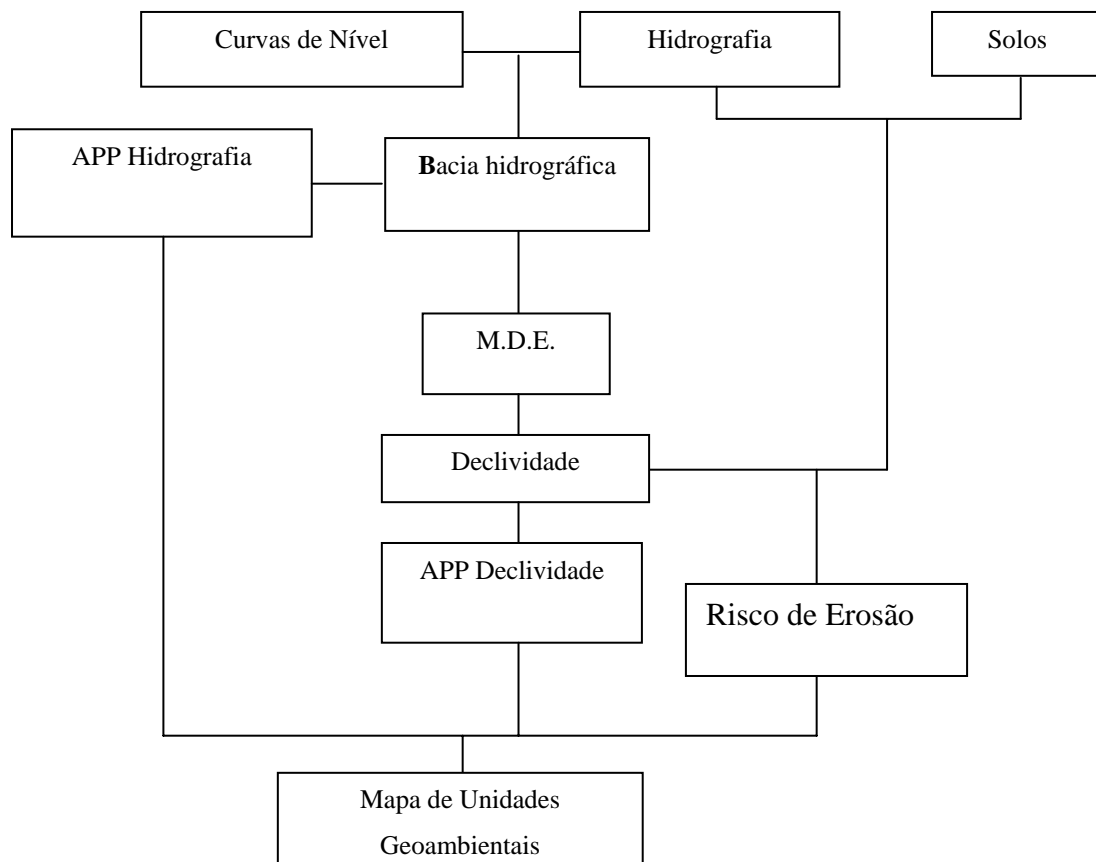 Curvas de Nível
Hidrografia
Solos
APP Hidrografia
Bacia hidrográfica
M.D.E.
Declividade
APP Declividade
Risco de Erosão
Mapa de Unidades
Geoambientais